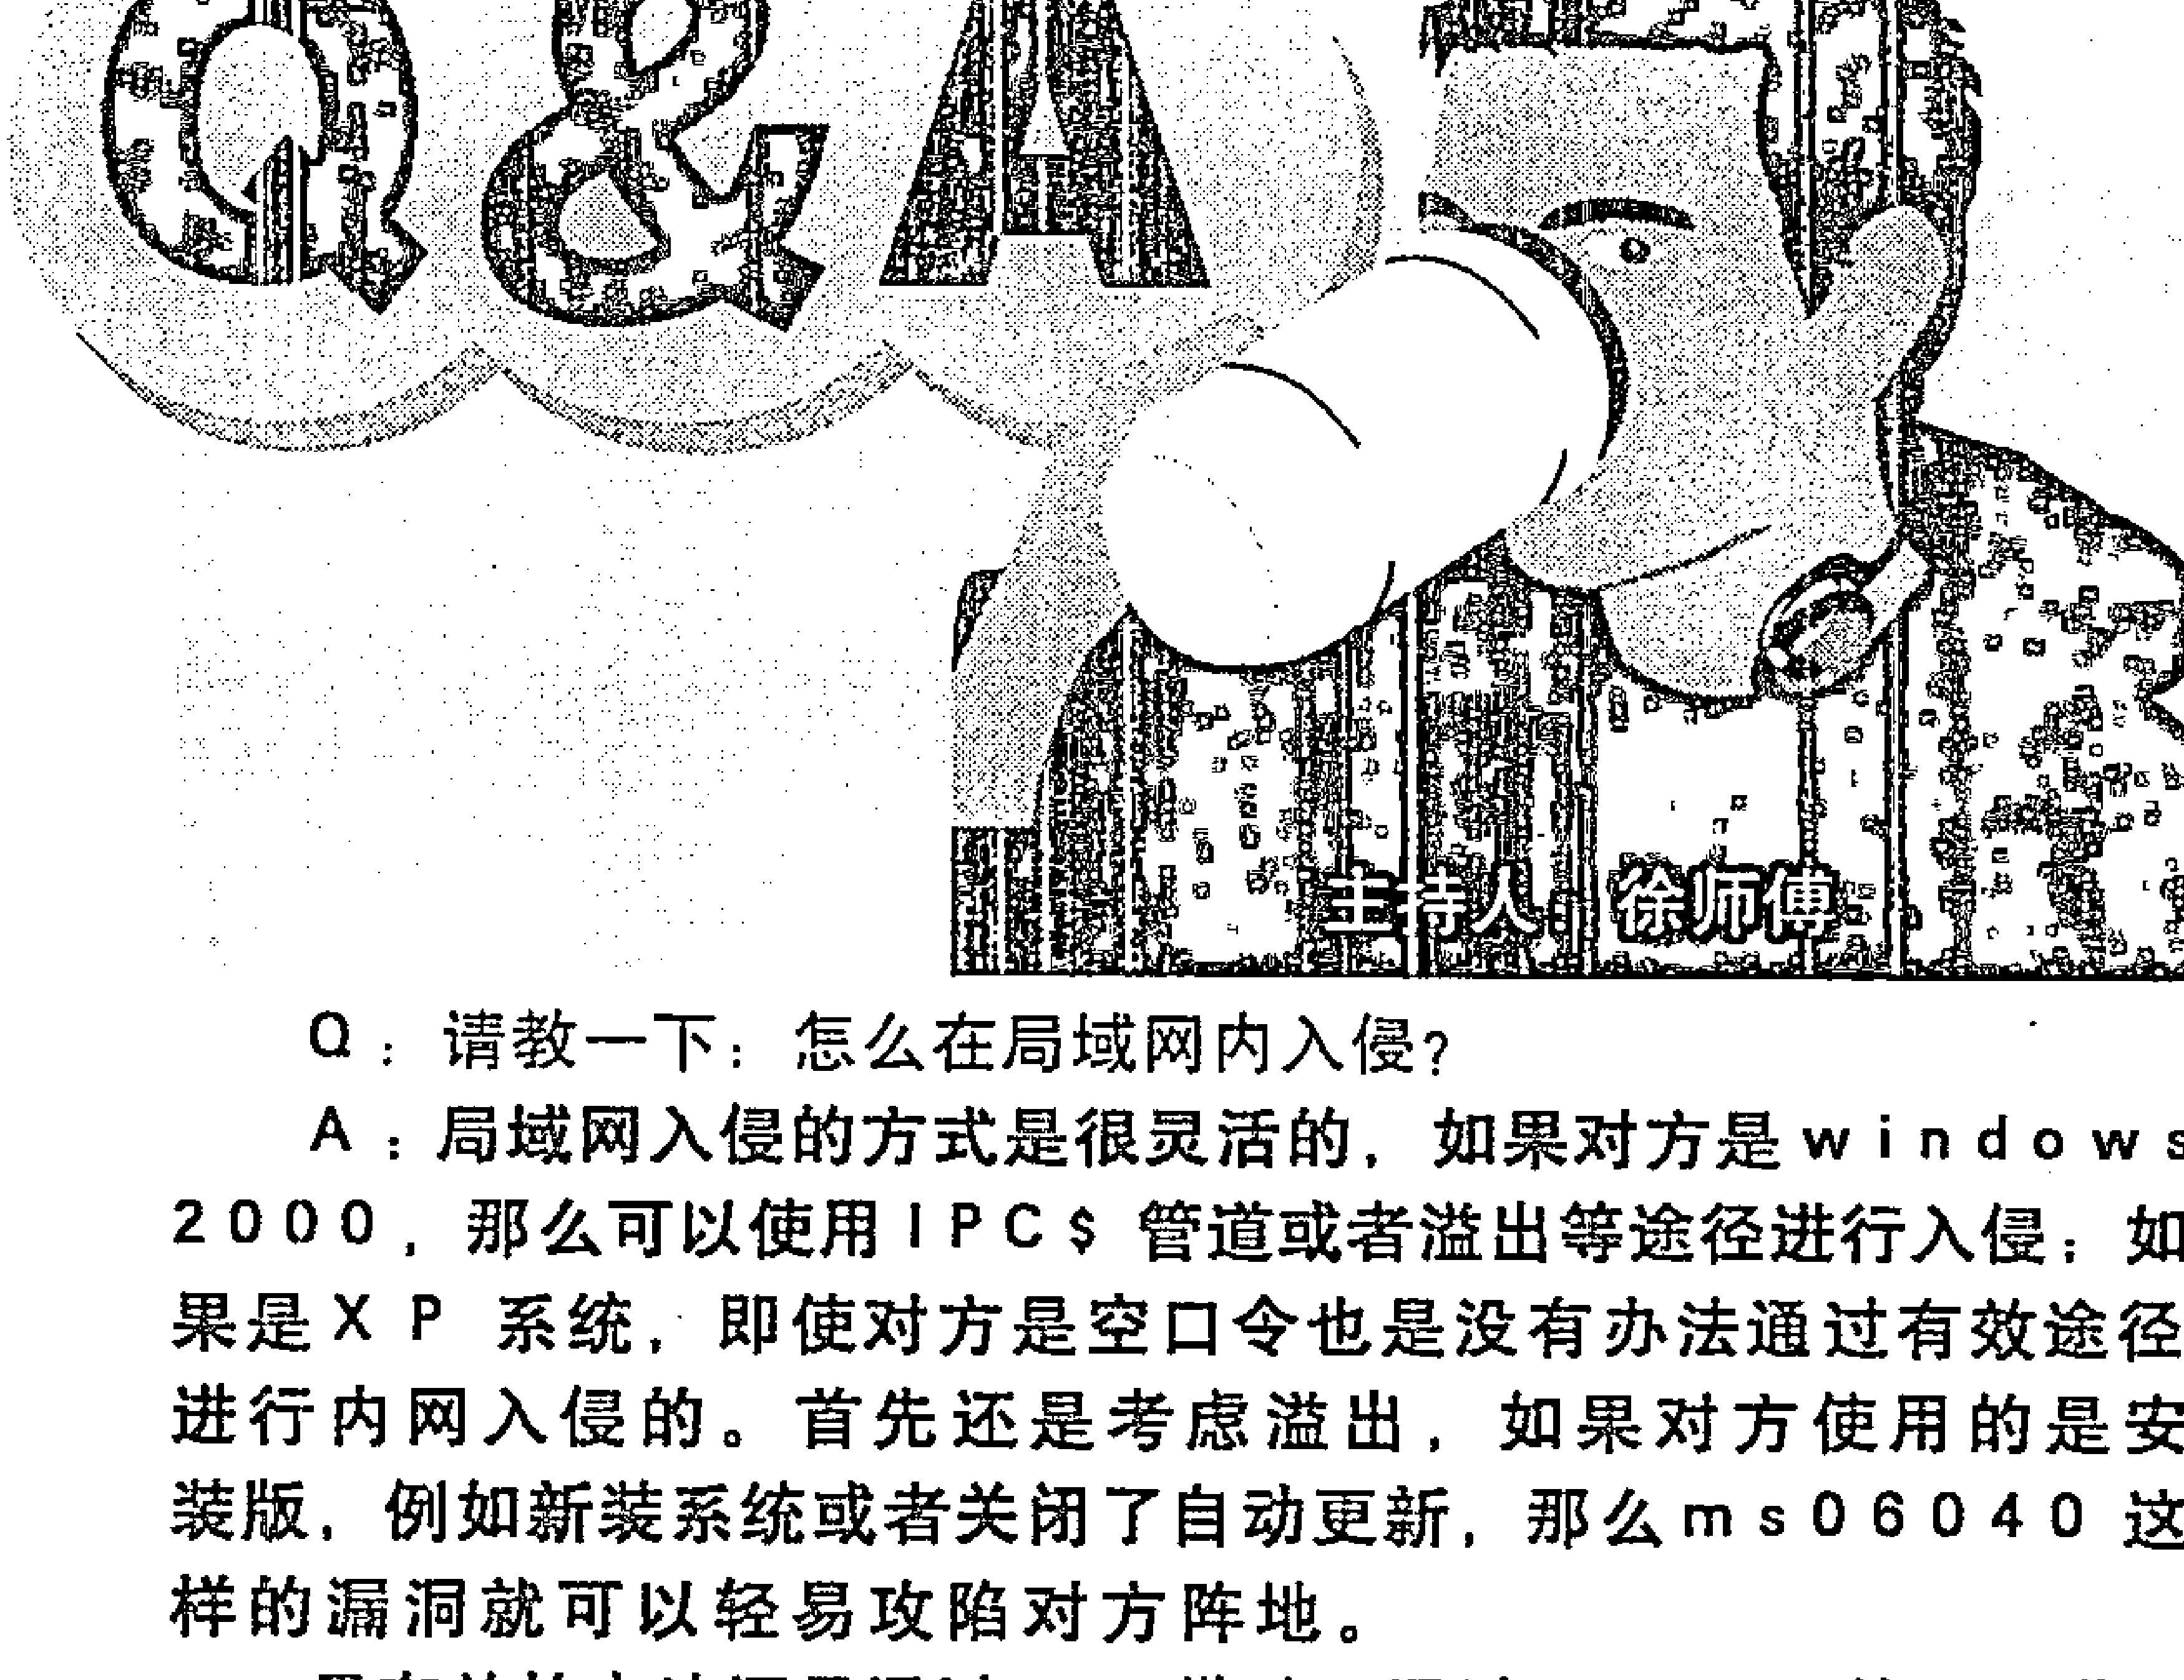 Q&A
主持人：徐师傅
Q：请教一下：怎么在局域网内入侵？
A：局域网入侵的方式是很灵活的，如果对方是windows
2000，那么可以使用IPC$ 管道或者溢出等途径进行入侵；如
果是XP 系统，即使对方是空口令也是没有办法通过有效途径
进行内网入侵的。首先还是考虑溢出，如果对方使用的是安
装版，例如新装系统或者关闭了自动更新，那么ms06040 这
样的漏洞就可以轻易攻陷对方阵地。